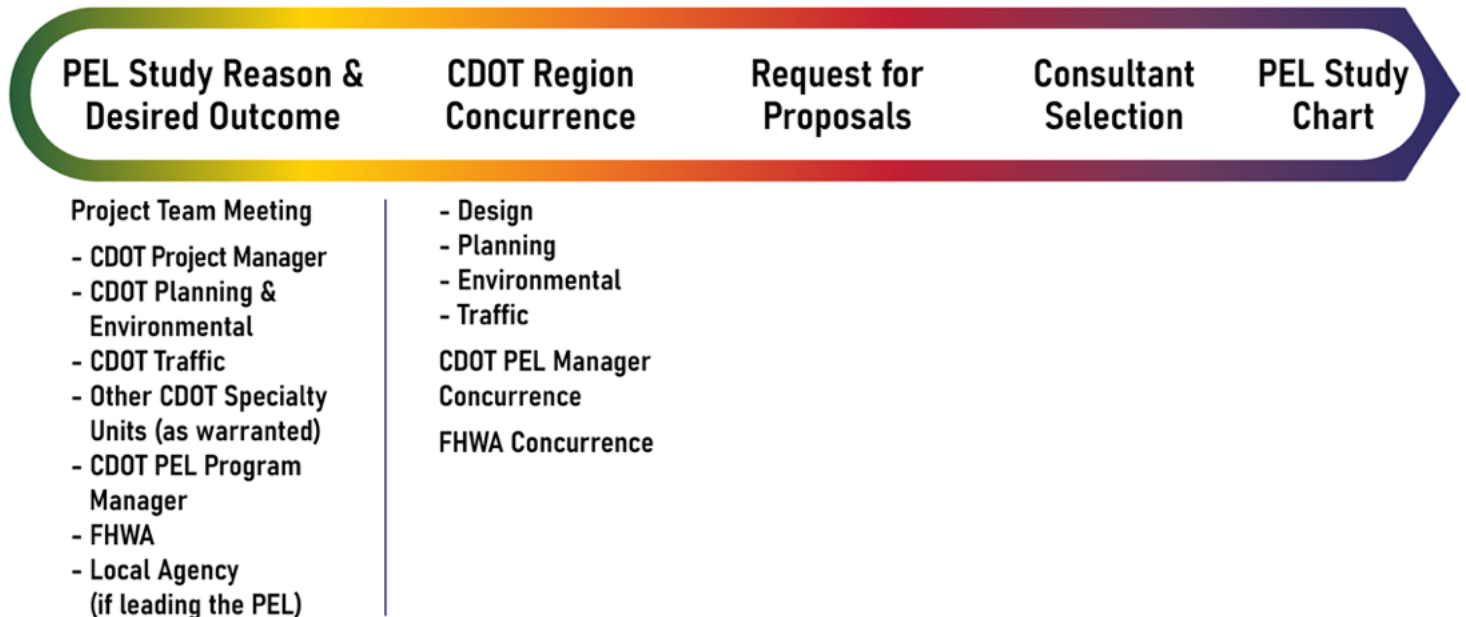 PEL Study Reason &
Desired Outcome
CDOT Region
Concurrence
Request for
Proposals
Consultant
Selection
PEL Study
Chart
Project Team Meeting
- CDOT Project Manager
- CDOT Planning &
Environmental
- CDOT Traffic
- Other CDOT Specialty
Units (as warranted)
- CDOT PEL Program
Manager
- FHWA
- Local Agency
(if leading the PEL)
- Design
- Planning
- Environmental
- Traffic
CDOT PEL Manager
Concurrence
FHWA Concurrence